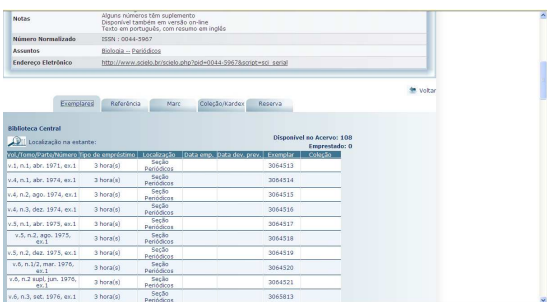 Notas Alguns números têm suplemento
Disponível também em versão on-line
Texto em português, com resumo em inglês
Número Normalizado ISSN : 0044-5967
Assuntos Biologia -- Periódicos
Endereço Eletrônico http://www.scielo.br/scielo.php?pid=0044-5967&script=sci_serial
Voltar
Exemplares Referência Marc Coleção/Kardex Reserva
Biblioteca Central
Localização na estante:
Disponível no Acervo: 108
Emprestado: 0
Vol./Tomo/Parte/Número Tipo de empréstimo Localização Data emp. Data dev. prev. Exemplar Coleção
v.1, n.1, abr. 1971, ex.1 3 hora(s) Seção Periódicos 3064513
v.4, n.1, abr. 1974, ex.1 3 hora(s) Seção Periódicos 3064514
v.4, n.2, ago. 1974, ex.1 3 hora(s) Seção Periódicos 3064515
v.4, n.3, dez. 1974, ex.1 3 hora(s) Seção Periódicos 3064516
v.5, n.1, abr. 1975, ex.1 3 hora(s) Seção Periódicos 3064517
v.5, n.2, ago. 1975, ex.1 3 hora(s) Seção Periódicos 3064518
v.5, n.2, dez. 1975, ex.1 3 hora(s) Seção Periódicos 3064519
v.6, n.1/2, mar. 1976, ex.1 3 hora(s) Seção Periódicos 3064520
v.6, n.2 supl, jun. 1976, ex.1 3 hora(s) Seção Periódicos 3064521
v.6, n.3, set. 1976, ex.1 3 hora(s) Seção Periódicos 3065813